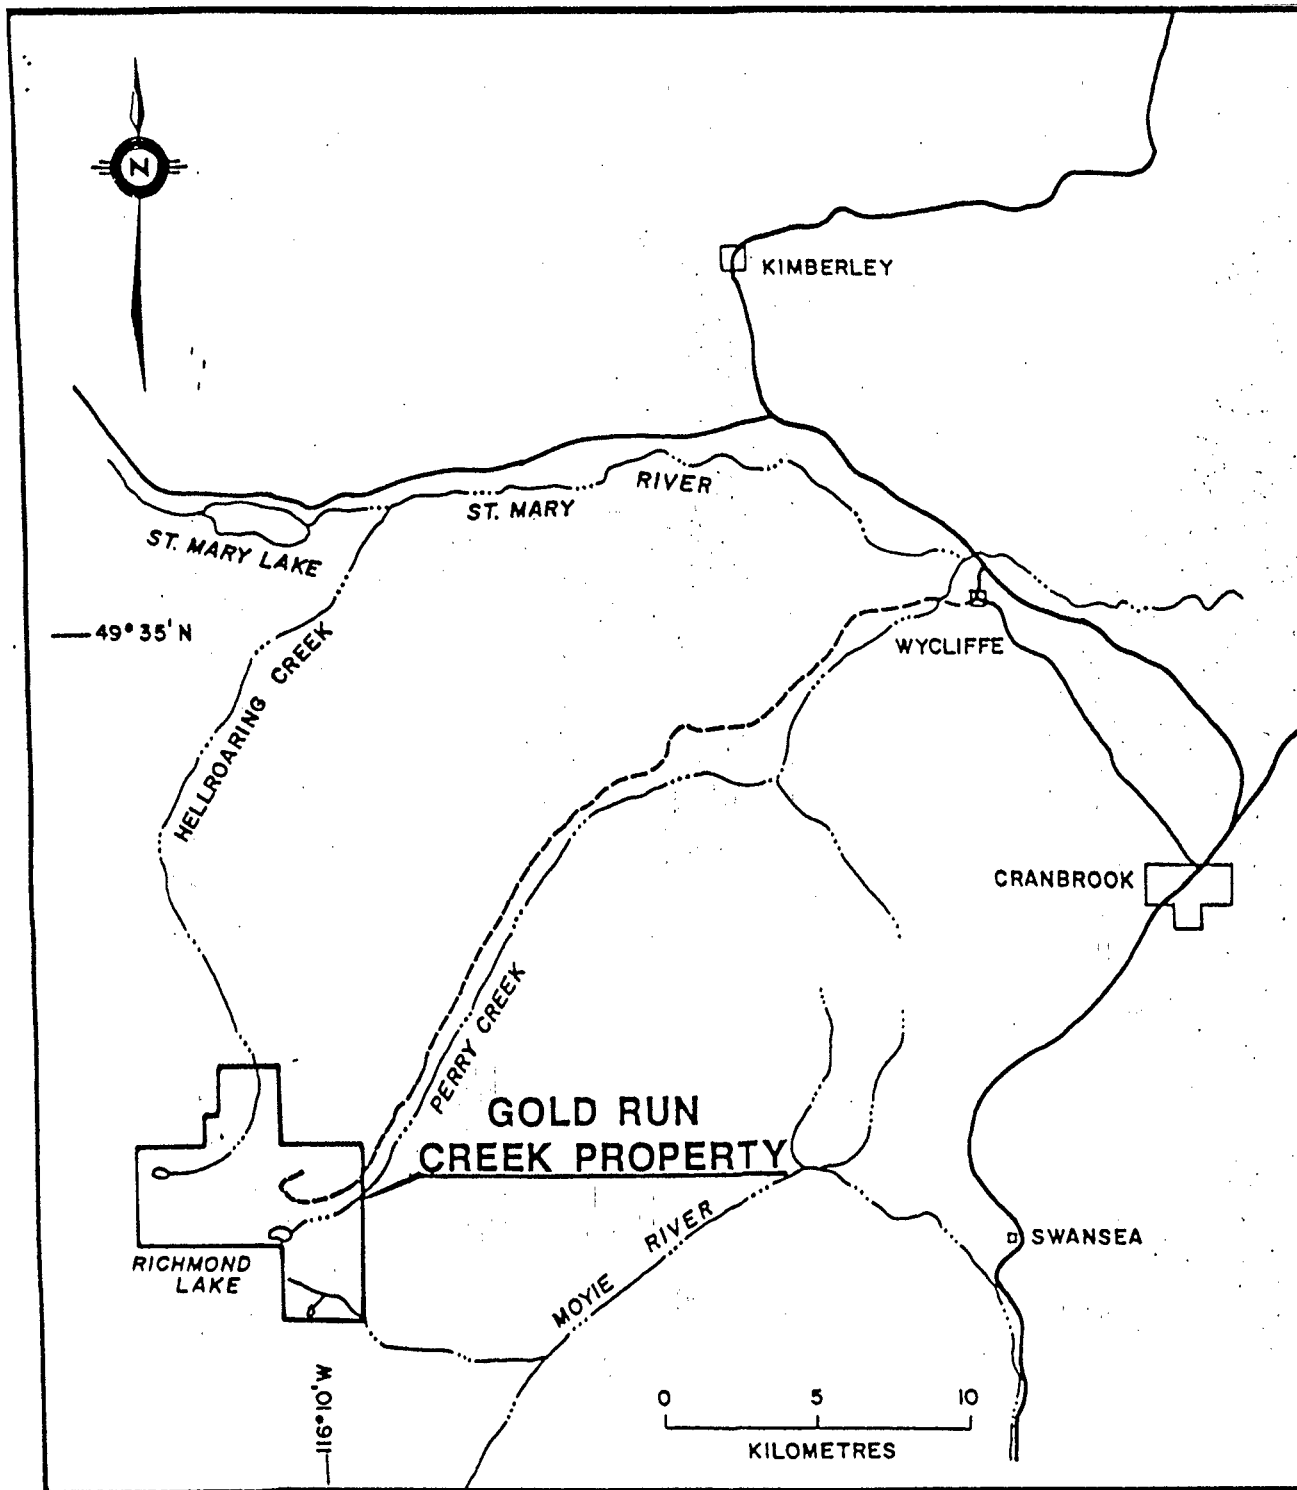 N
KIMBERLEY
RIVER
ST. MARY
ST. MARY LAKE
49° 35' N
HELLROARING CREEK
WYCLIFFE
CRANBROOK
PERRY CREEK
GOLD RUN
CREEK PROPERTY
MOYIE RIVER
SWANSEA
RICHMOND
LAKE
116° 10' W
0 5 10
KILOMETRES